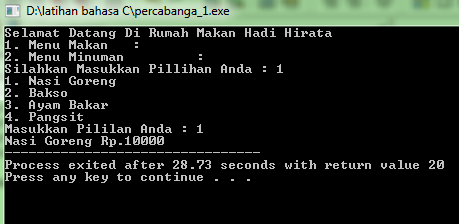 D:\latihan bahasa C\percabanga_1.exe
Selamat Datang Di Rumah Makan Hadi Hirata
1. Menu Makan   :
2. Menu Minuman         :
Silahkan Masukkan Pillihan Anda : 1
1. Nasi Goreng
2. Bakso
3. Ayam Bakar
4. Pangsit
Masukkan Pililan Anda : 1
Nasi Goreng Rp.10000
--------------------------------
Process exited after 28.73 seconds with return value 20
Press any key to continue . . .